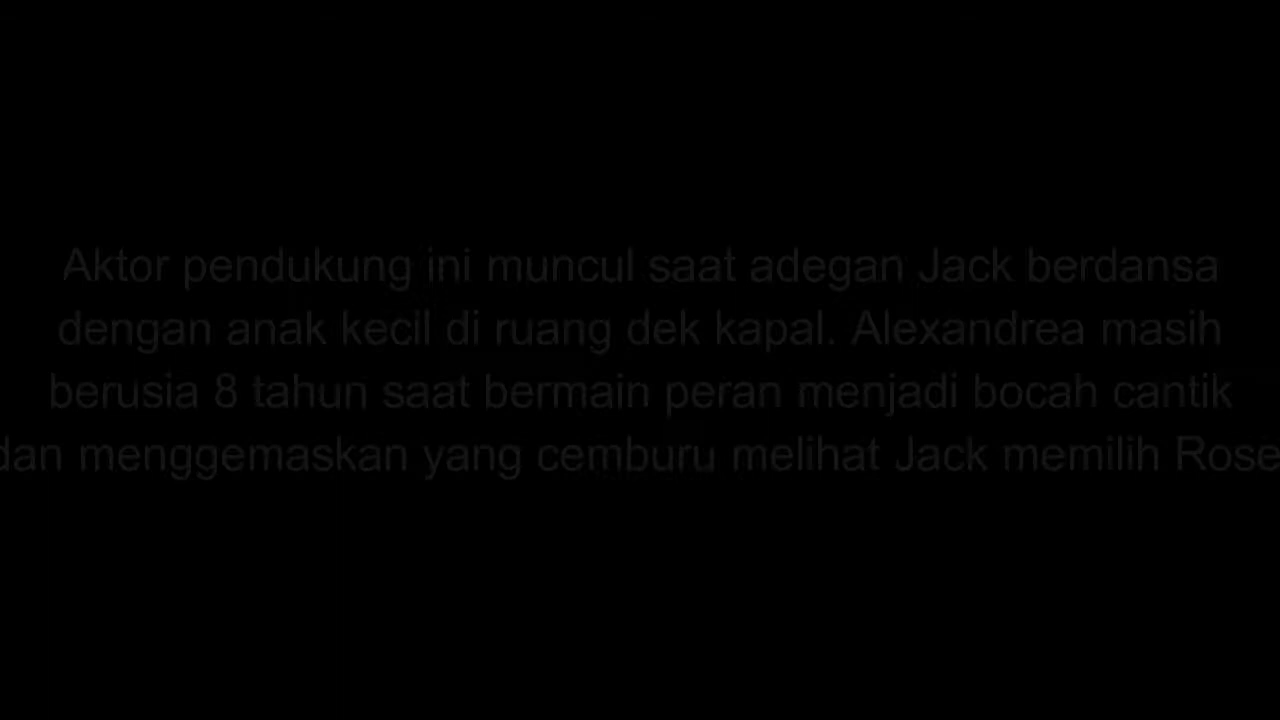 Aktor pendukung ini muncul saat adegan Jack berdansa
dengan anak kecil di ruang dek kapal. Alexandrea masih
berusia 8 tahun saat bermain peran menjadi bocah cantik
dan menggemaskan yang cemburu melihat Jack memilih Rose